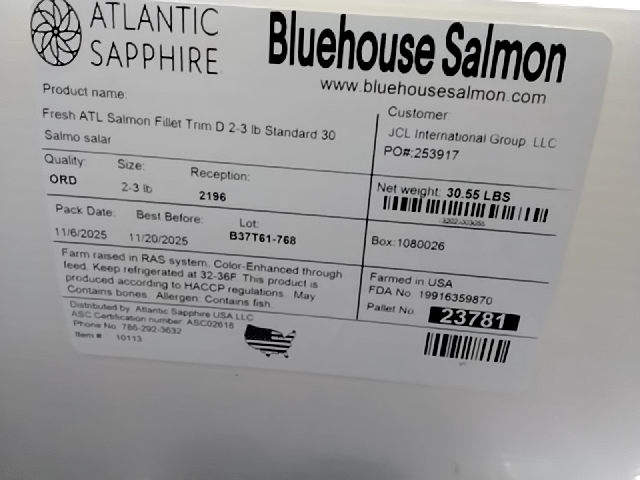 ATLANTIC
SAPPHIRE
Bluehouse Salmon
www.bluehousesalmon.com
Product name:
Fresh ATL Salmon Fillet Trim D 2-3 lb Standard 30
Salmo salar
Customer
JCL International Group, LLC
PO#:253917
Quality: Size: Reception:
ORD 2-3 lb 2196
Net weight: 30.55 LBS
Pack Date: Best Before: Lot:
11/6/2025 11/20/2025 B37T61-768
Box:1080026
Farm raised in RAS system. Color-Enhanced through
feed. Keep refrigerated at 32-36F. This product is
produced according to HACCP regulations. May
Contains bones. Allergen: Contains fish.
Farmed in USA
FDA No. 19916359870
Pallet No. 23781
Distributed by: Atlantic Sapphire USA LLC
ASC Certification number: ASC02618
Phone No: 786-292-3632
Item # 10113